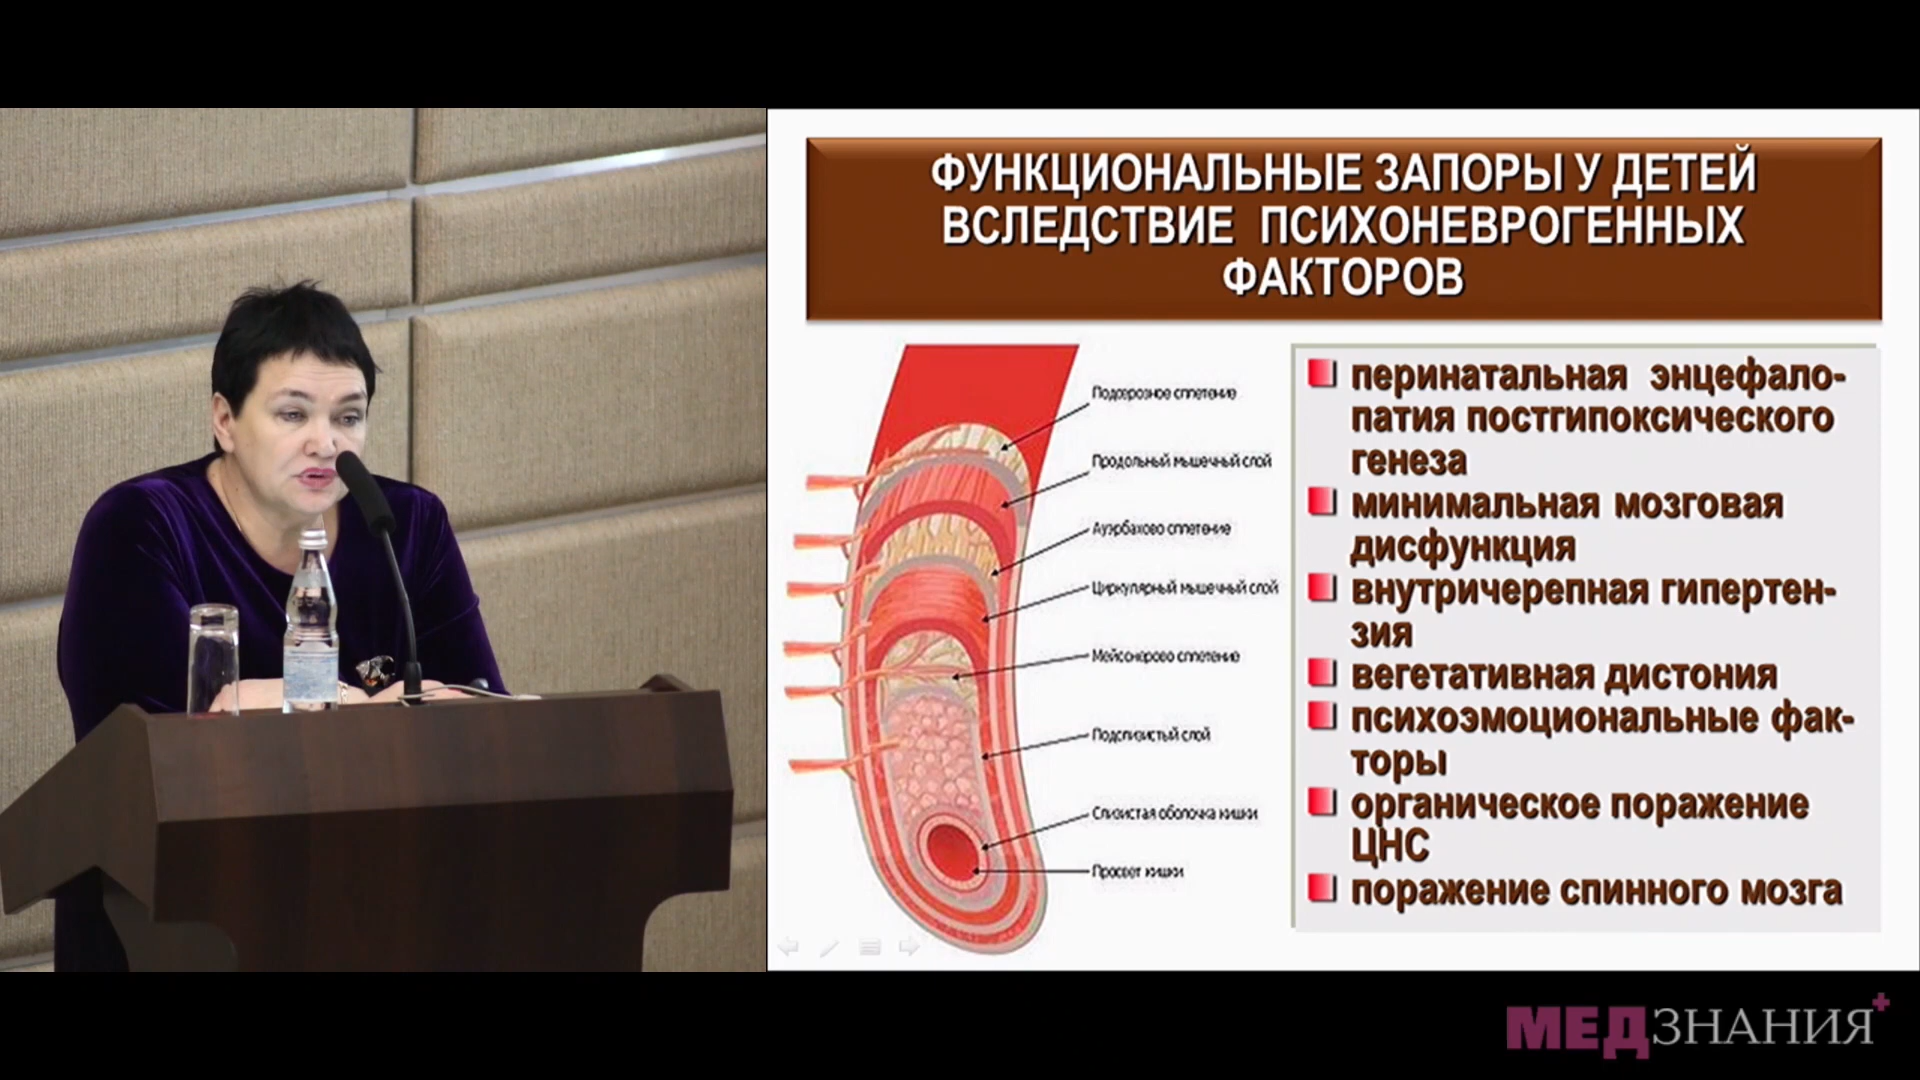 ФУНКЦИОНАЛЬНЫЕ ЗАПОРЫ У ДЕТЕЙ
ВСЛЕДСТВИЕ ПСИХОНЕВРОГЕННЫХ
ФАКТОРОВ
Подсерозное сплетение
Продольный мышечный слой
Ауэрбахово сплетение
Циркулярный мышечный слой
Мейсснерово сплетение
Подслизистый слой
Слизистая оболочка кишки
Просвет кишки
перинатальная энцефало-
патия постгипоксического
генеза
минимальная мозговая
дисфункция
внутричерепная гипертен-
зия
вегетативная дистония
психоэмоциональные фак-
торы
органическое поражение
ЦНС
поражение спинного мозга
МЕДЗНАНИЯ+